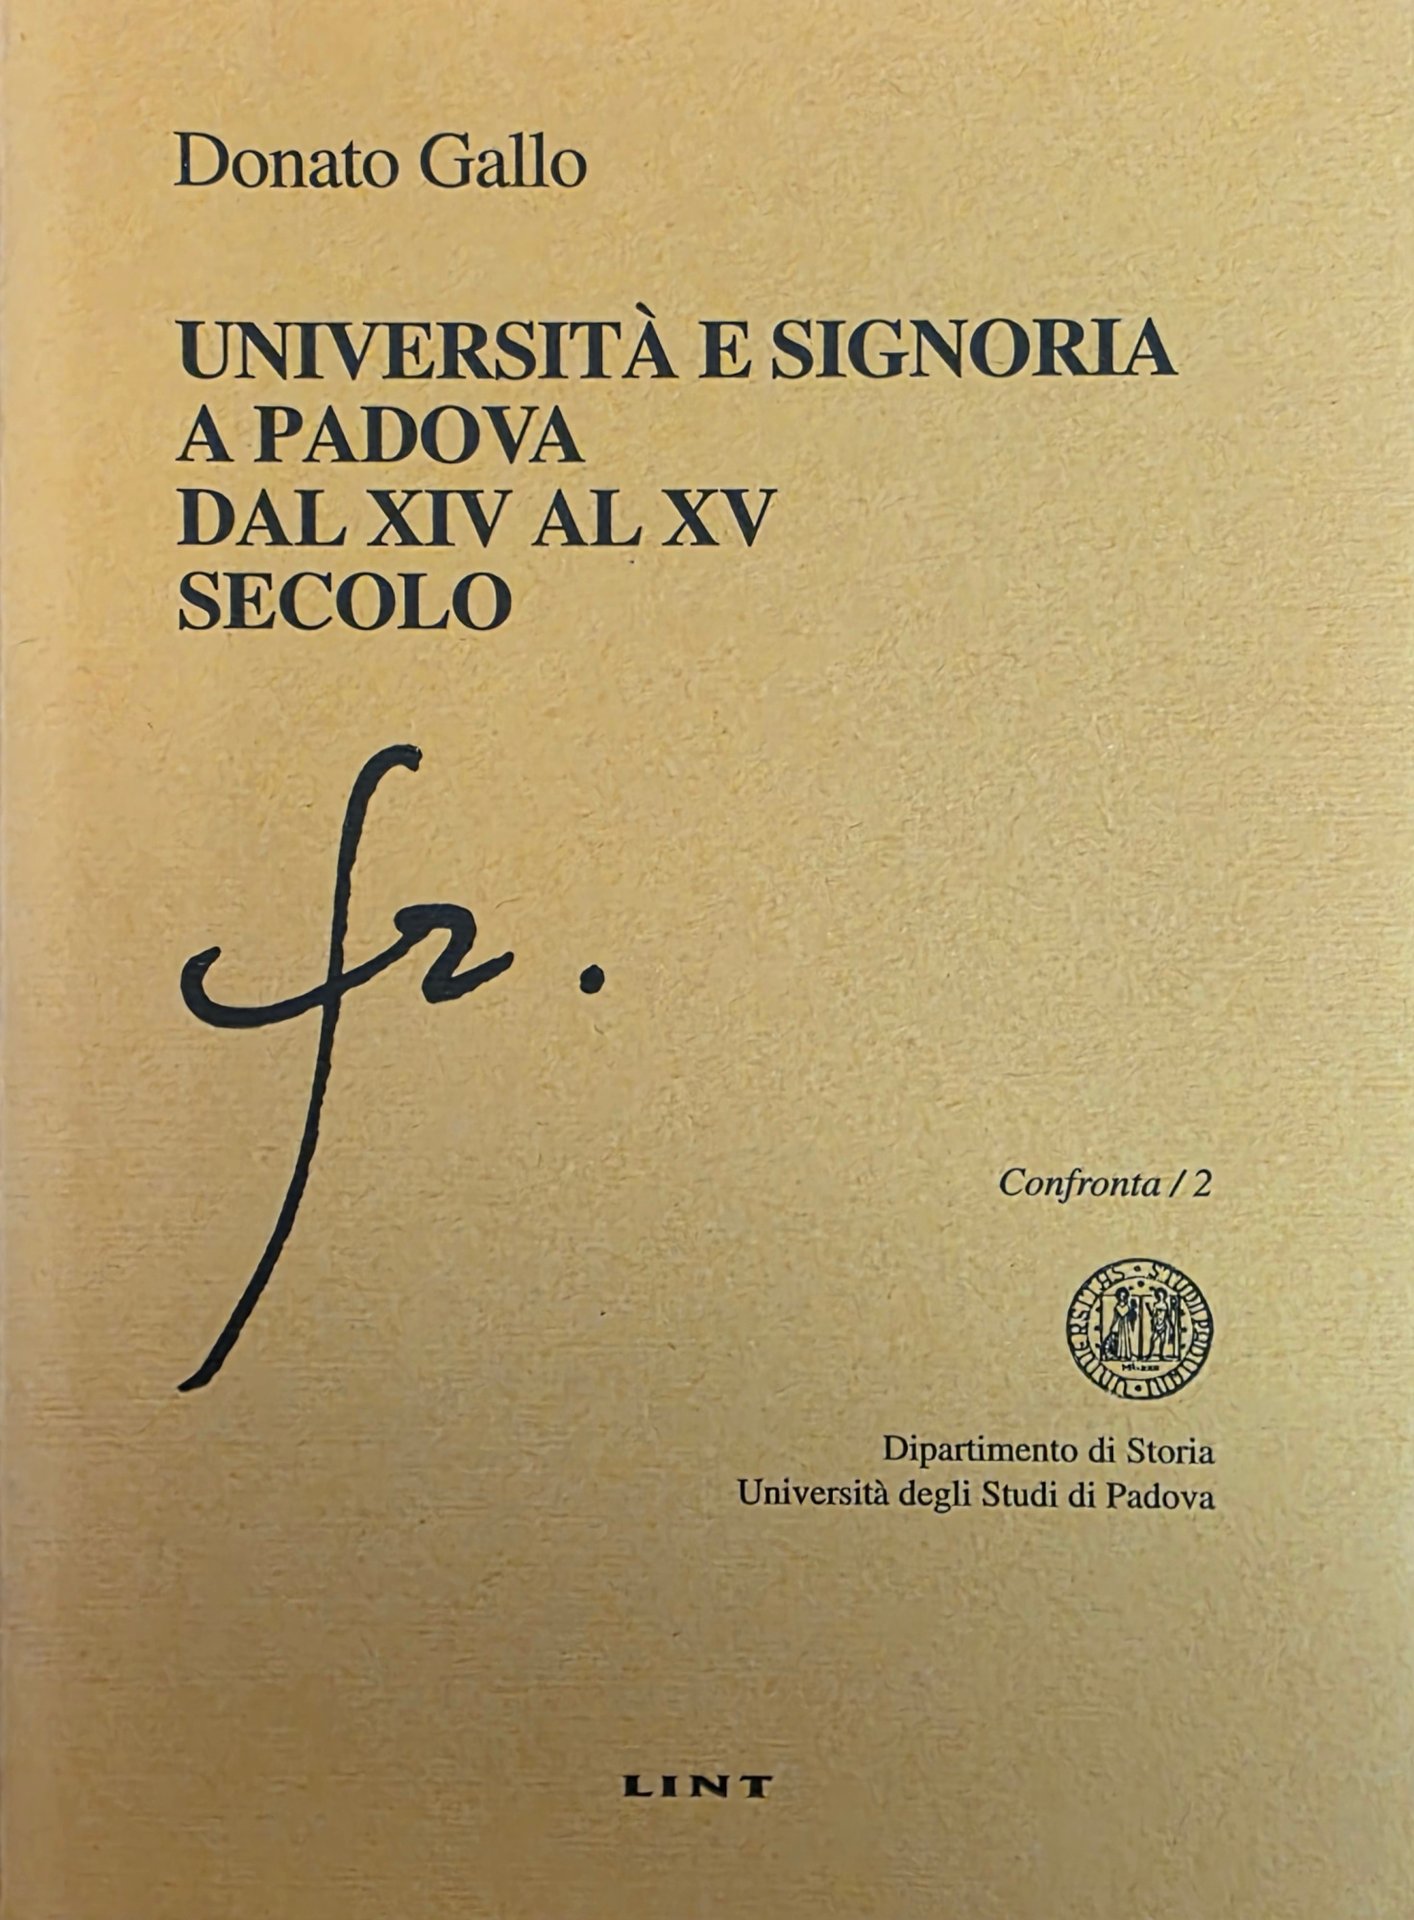 Donato Gallo
UNIVERSITÀ E SIGNORIA
A PADOVA
DAL XIV AL XV
SECOLO
fr.
Confronta / 2
Dipartimento di Storia
Università degli Studi di Padova
LINT